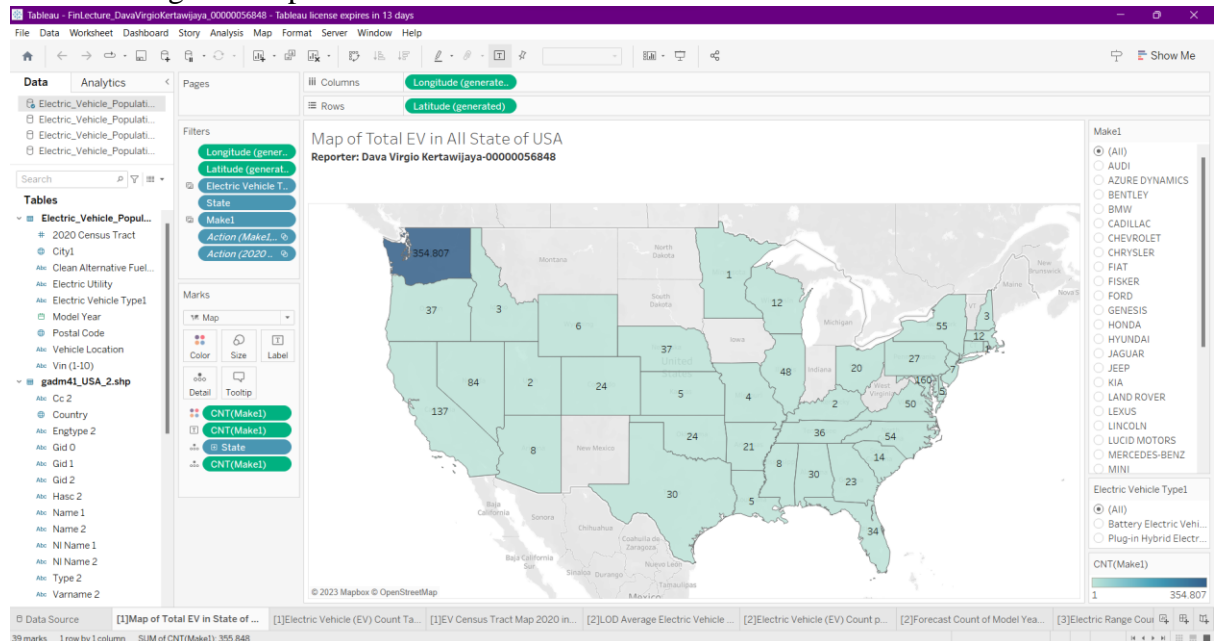 Tableau - FinLecture_DavaVirgioKertawijaya_00000056848 - Tableau license expires in 13 days
File Data Worksheet Dashboard Story Analysis Map Format Server Window Help
Show Me
Data Analytics
Electric_Vehicle_Populati...
Electric_Vehicle_Populati...
Electric_Vehicle_Populati...
Electric_Vehicle_Populati...
Search
Tables
Electric_Vehicle_Popul...
2020 Census Tract
City1
Clean Alternative Fuel...
Electric Utility
Electric Vehicle Type1
Model Year
Postal Code
Vehicle Location
Vin (1-10)
gadm41_USA_2.shp
Cc 2
Country
Engtype 2
Gid 0
Gid 1
Gid 2
Hasc 2
Name 1
Name 2
Nl Name 1
Nl Name 2
Type 2
Varname 2
Pages
Filters
Longitude (gener..
Latitude (generat..
Electric Vehicle T..
State
Make1
Action (Make1,..
Action (2020 ..
Marks
Map
Color Size Label
Detail Tooltip
CNT(Make1)
CNT(Make1)
State
CNT(Make1)
Columns Longitude (generate..
Rows Latitude (generated)
Map of Total EV in All State of USA
Reporter: Dava Virgio Kertawijaya-00000056848
354.807
Montana
North
Dakota
1
New
Brunswick
Maine
Nova S
37
3
South
Dakota
12
Michigan
VT
3
55
12
6
Iowa
37
United
States
Indiana
20
27
7
160
84
2
24
48
West
Virginia
5
137
5
4
2
50
36
54
8
New Mexico
24
21
14
8
30
23
30
5
34
Baja
California
Sonora
Chihuahua
Coahuila de
Zaragoza
Baja California
Sur
Sinaloa
Durango
Nuevo León
Tamaulipas
Mexico
© 2023 Mapbox © OpenStreetMap
Make1
(All)
AUDI
AZURE DYNAMICS
BENTLEY
BMW
CADILLAC
CHEVROLET
CHRYSLER
FIAT
FISKER
FORD
GENESIS
HONDA
HYUNDAI
JAGUAR
JEEP
KIA
LAND ROVER
LEXUS
LINCOLN
LUCID MOTORS
MERCEDES-BENZ
MINI
Electric Vehicle Type1
(All)
Battery Electric Vehi...
Plug-in Hybrid Electr...
CNT(Make1)
1 354.807
Data Source [1]Map of Total EV in State of ... [1]Electric Vehicle (EV) Count Ta... [1]EV Census Tract Map 2020 in... [2]LOD Average Electric Vehicle ... [2]Electric Vehicle (EV) Count p... [2]Forecast Count of Model Yea... [3]Electric Range Coun
39 marks 1 row by 1 column SUM of CNT(Make1): 355.848